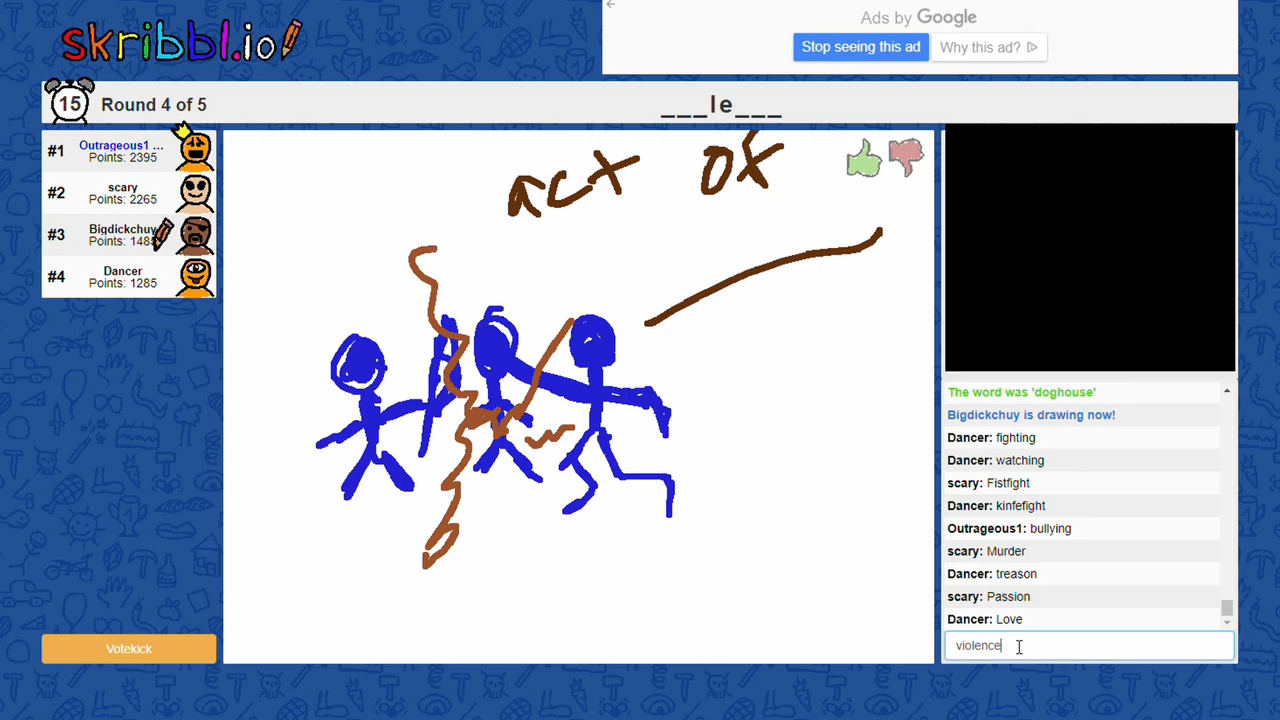 skribbl.io
Ads by Google
Stop seeing this ad
Why this ad?
15
Round 4 of 5
___le___
#1
Outrageous1 ...
Points: 2395
#2
scary
Points: 2265
#3
Bigdickchuy
Points: 148
#4
Dancer
Points: 1285
Votekick
act of
The word was 'doghouse'
Bigdickchuy is drawing now!
Dancer: fighting
Dancer: watching
scary: Fistfight
Dancer: kinfefight
Outrageous1: bullying
scary: Murder
Dancer: treason
scary: Passion
Dancer: Love
violence